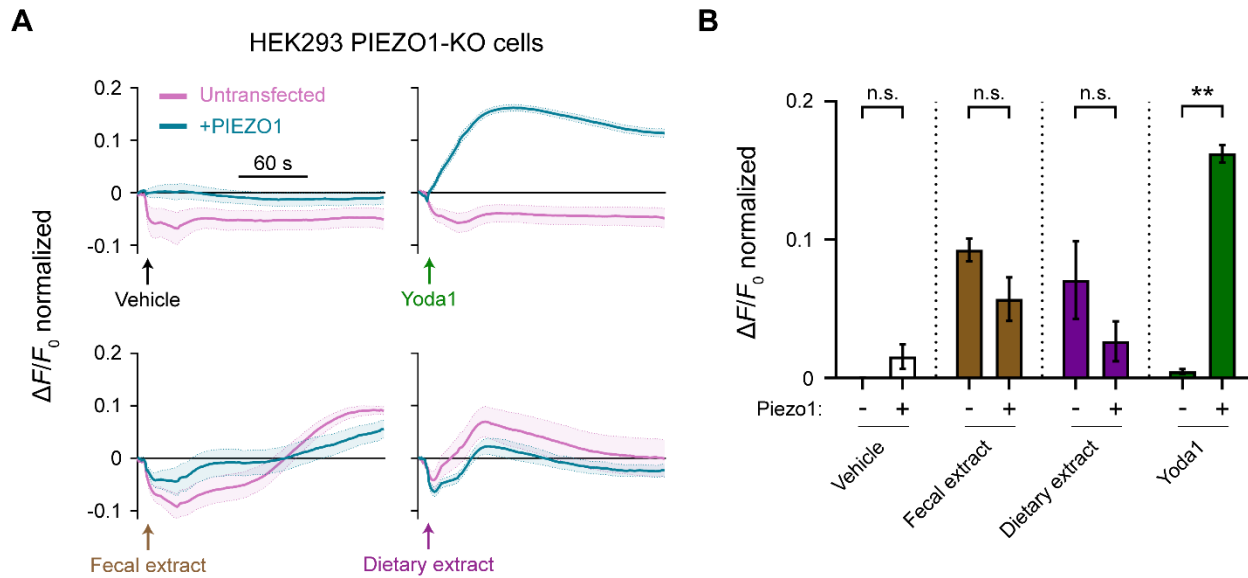 A
HEK293 PIEZO1-KO cells
0.2
Untransfected
+PIEZO1
0.1
60 s
0
-0.1
Vehicle
Yoda1
ΔF/F0 normalized
0.2
0.1
0
-0.1
Fecal extract
Dietary extract
B
n.s.
n.s.
n.s.
**
0.2
0.1
0
ΔF/F0 normalized
Piezo1:
- + - + - + - +
Vehicle
Fecal extract
Dietary extract
Yoda1